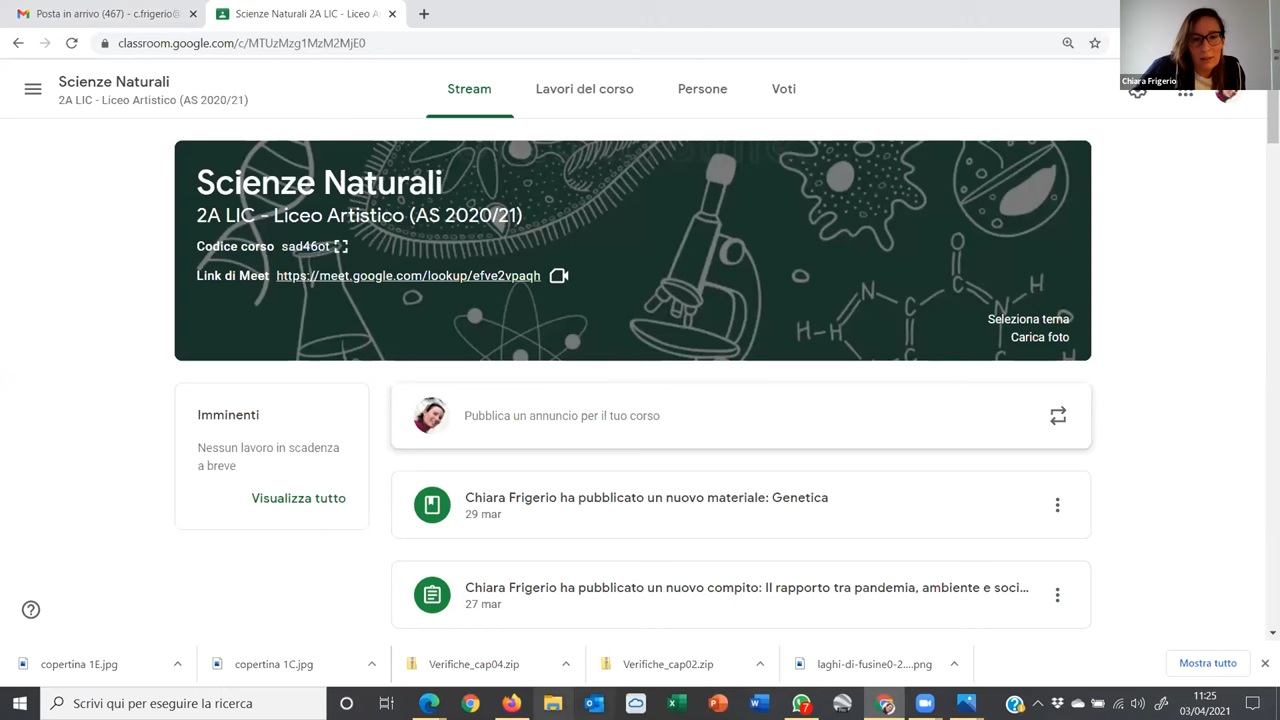 Posta in arrivo (467) - c.frigerio@
Scienze Naturali 2A LIC - Liceo A
classroom.google.com/c/MTUzMzg1MzM2MjE0
Chiara Frigerio
Scienze Naturali
2A LIC - Liceo Artistico (AS 2020/21)
Stream
Lavori del corso
Persone
Voti
Scienze Naturali
2A LIC - Liceo Artistico (AS 2020/21)
Codice corso sad46ot
Link di Meet https://meet.google.com/lookup/efve2vpaqh
H-H
N
C
C
N
H
H
C
C
H
Seleziona tema
Carica foto
Imminenti
Nessun lavoro in scadenza
a breve
Visualizza tutto
Pubblica un annuncio per il tuo corso
Chiara Frigerio ha pubblicato un nuovo materiale: Genetica
29 mar
Chiara Frigerio ha pubblicato un nuovo compito: Il rapporto tra pandemia, ambiente e soci...
27 mar
copertina 1E.jpg
copertina 1C.jpg
Verifiche_cap04.zip
Verifiche_cap02.zip
laghi-di-fusine0-2....png
Mostra tutto
Scrivi qui per eseguire la ricerca
7
11:25
03/04/2021